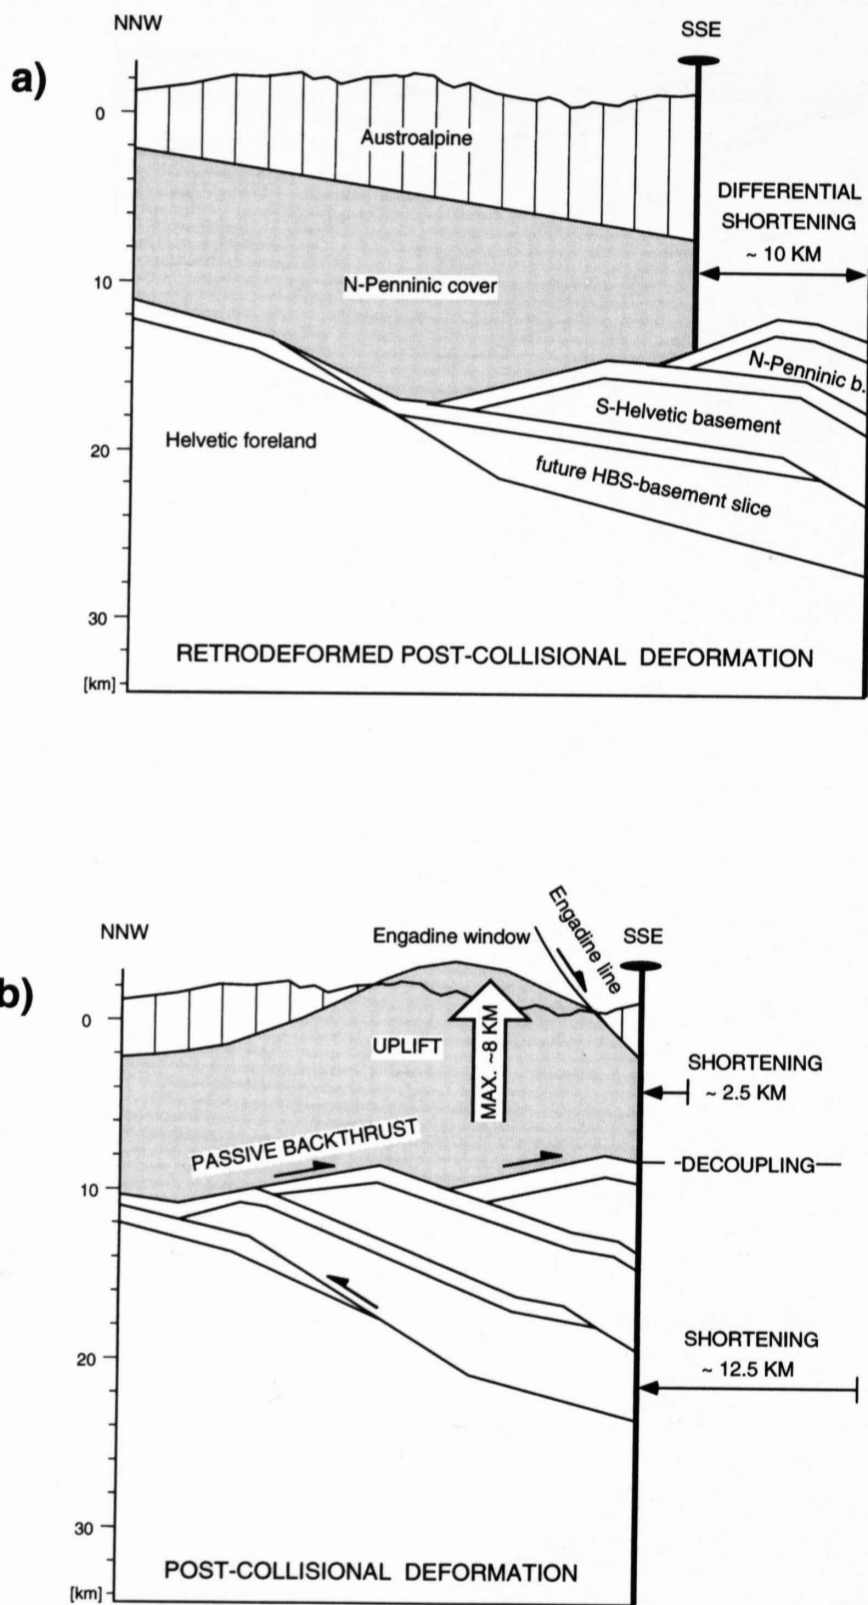 NNW
SSE
a)
0
Austroalpine
DIFFERENTIAL
SHORTENING
~ 10 KM
10
N-Penninic cover
N-Penninic b.
S-Helvetic basement
Helvetic foreland
20
future HBS-basement slice
30
RETRODEFORMED POST-COLLISIONAL DEFORMATION
[km]
NNW
Engadine window
Engadine line
SSE
b)
0
UPLIFT
MAX. ~8 KM
SHORTENING
~ 2.5 KM
PASSIVE BACKTHRUST
DECOUPLING
10
SHORTENING
~ 12.5 KM
20
30
POST-COLLISIONAL DEFORMATION
[km]